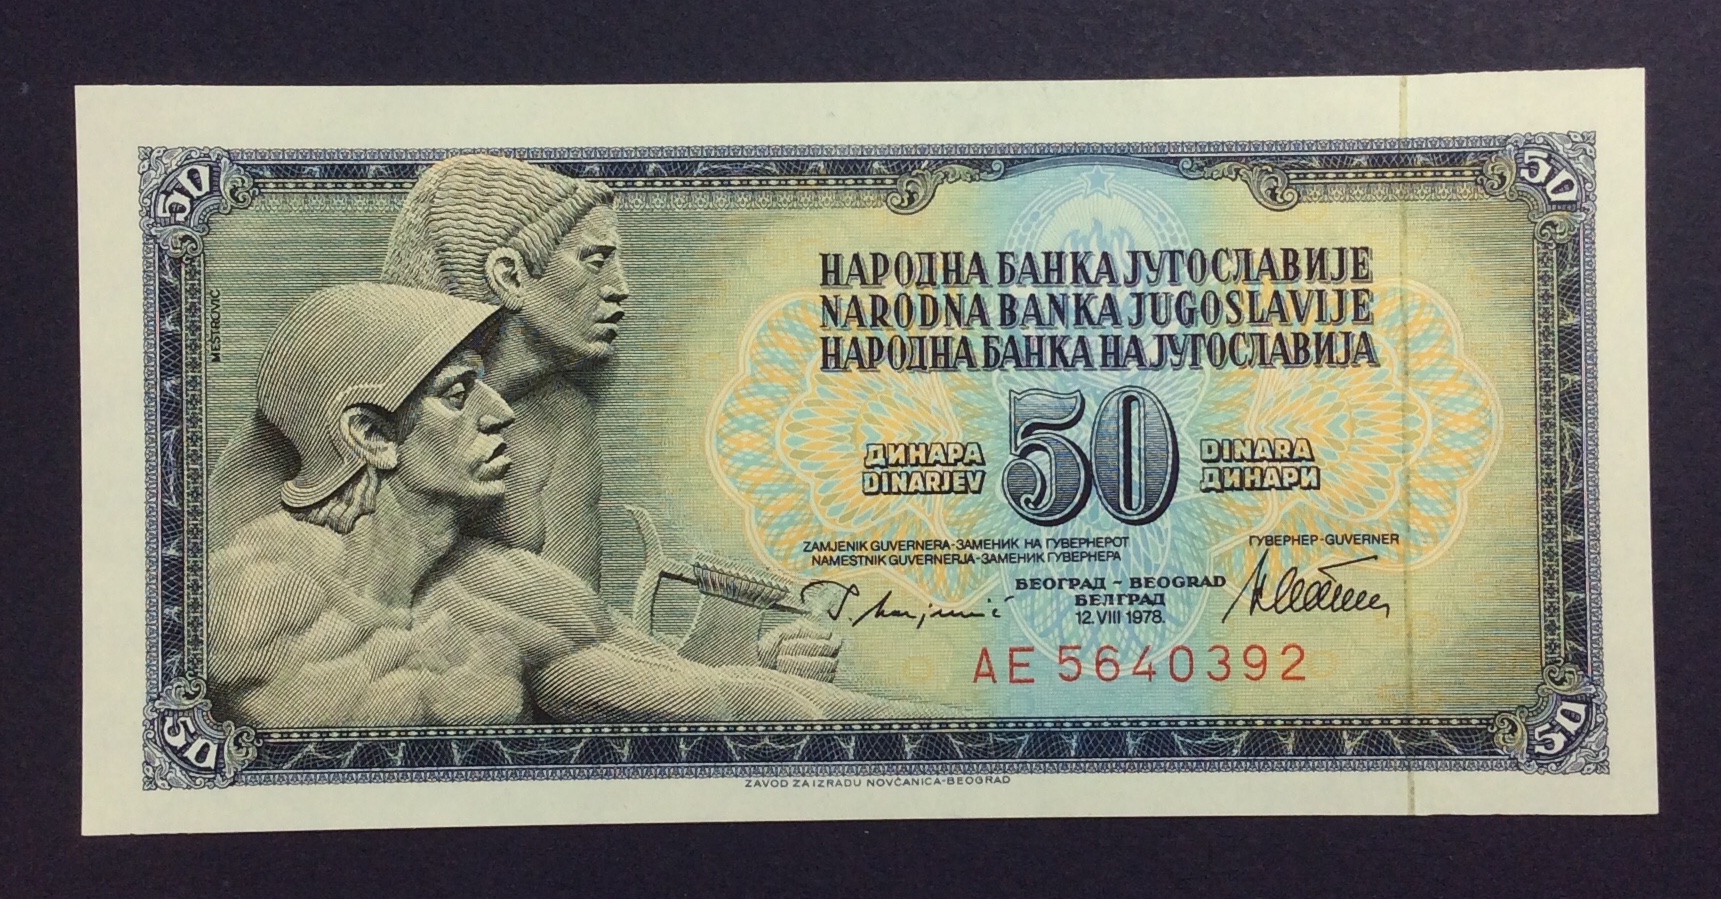 50
50
MEŠTROVIĆ
НАРОДНА БАНКА ЈУГОСЛАВИЈЕ
NARODNA BANKA JUGOSLAVIJE
НАРОДНА БАНКА НА ЈУГОСЛАВИЈА
ДИНАРА 50 DINARA
DINARJEV ДИНАРИ
ZAMJENIK GUVERNERA-ЗАМЕНИК НА ГУВЕРНЕРОТ
NAMESTNIK GUVERNERJA-ЗАМЕНИК ГУВЕРНЕРА
ГУВЕРНЕР-GUVERNER
БЕОГРАД - BEOGRAD
БЕЛГРАД
12. VIII 1978.
AE 5640392
50
50
ZAVOD ZA IZRADU NOVČANICA-BEOGRAD